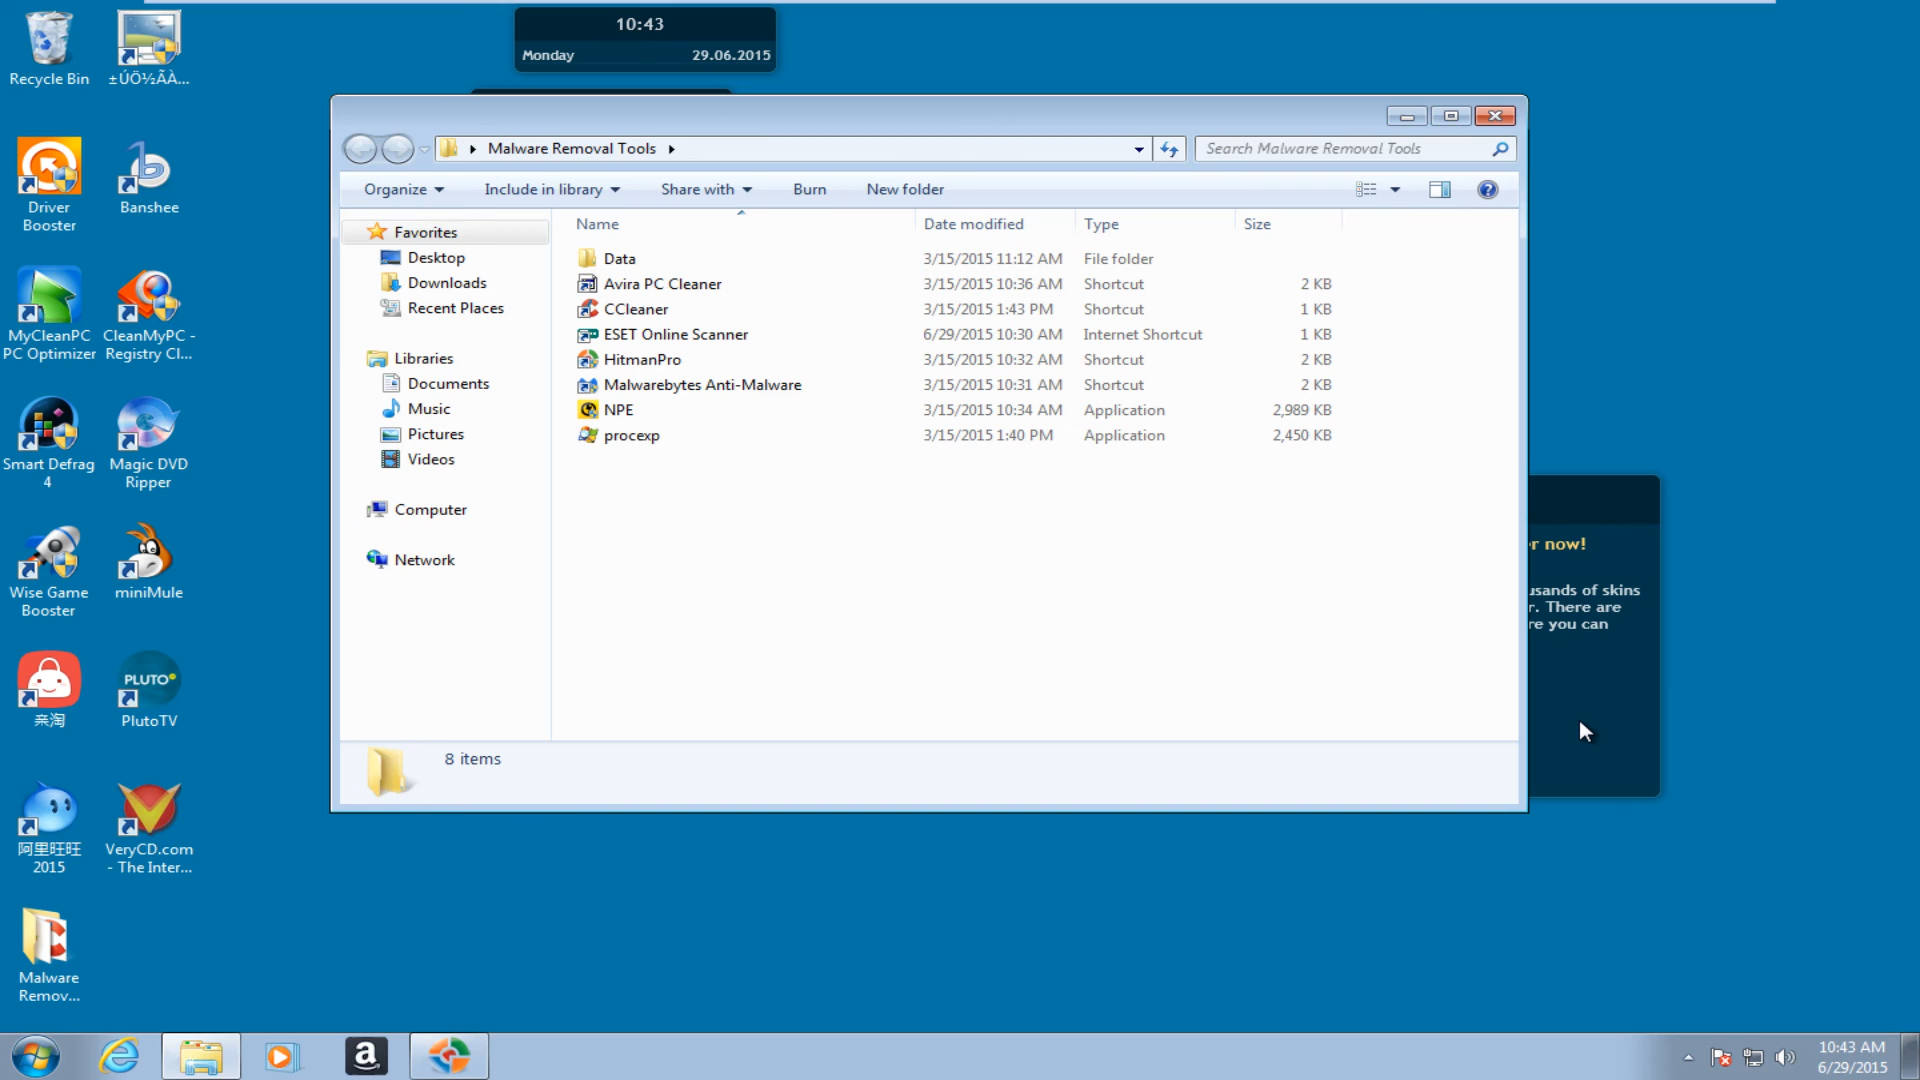 10:43
Monday 29.06.2015
Recycle Bin
±ÚÖ½ÃÀ...
Driver
Booster
Banshee
MyCleanPC
PC Optimizer
CleanMyPC -
Registry Cl...
Smart Defrag
4
Magic DVD
Ripper
Wise Game
Booster
miniMule
亲淘
PLUTO
PlutoTV
阿里旺旺
2015
VeryCD.com
- The Inter...
Malware
Remov...
Malware Removal Tools
Search Malware Removal Tools
Organize Include in library Share with Burn New folder
Favorites
Desktop
Downloads
Recent Places
Libraries
Documents
Music
Pictures
Videos
Computer
Network
Name Date modified Type Size
Data 3/15/2015 11:12 AM File folder
Avira PC Cleaner 3/15/2015 10:36 AM Shortcut 2 KB
CCleaner 3/15/2015 1:43 PM Shortcut 1 KB
ESET Online Scanner 6/29/2015 10:30 AM Internet Shortcut 1 KB
HitmanPro 3/15/2015 10:32 AM Shortcut 2 KB
Malwarebytes Anti-Malware 3/15/2015 10:31 AM Shortcut 2 KB
NPE 3/15/2015 10:34 AM Application 2,989 KB
procexp 3/15/2015 1:40 PM Application 2,450 KB
8 items
r now!
usands of skins
r. There are
re you can
10:43 AM
6/29/2015